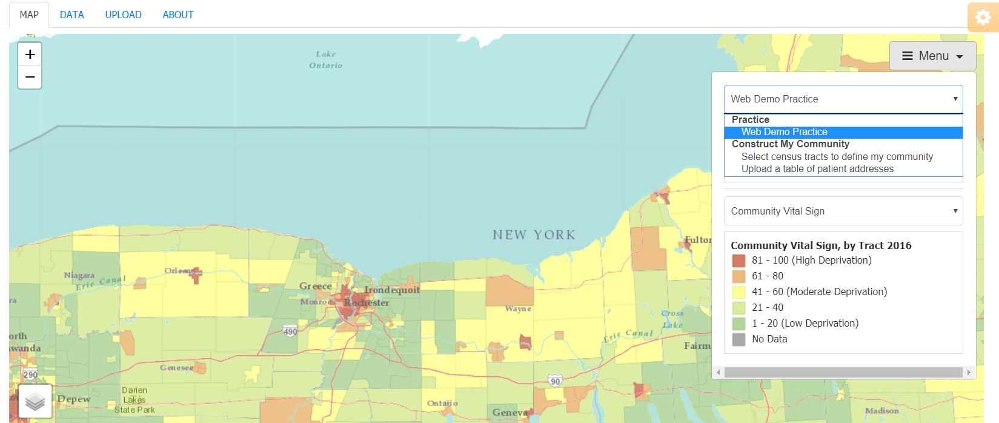 MAP DATA UPLOAD ABOUT
+
−
Menu
Web Demo Practice
Practice
Web Demo Practice
Construct My Community
Select census tracts to define my community
Upload a table of patient addresses
Community Vital Sign
Community Vital Sign, by Tract 2016
81 - 100 (High Deprivation)
61 - 80
41 - 60 (Moderate Deprivation)
21 - 40
1 - 20 (Low Deprivation)
No Data
Lake
Ontario
NEW YORK
Fulton
Orleans
Niagara
Erie Canal
Greece
Irondequoit
Monroe
Rochester
Wayne
Cross
Lake
490
Erie Canal
orth
wanda
Fairm
Genesee
290
90
Darien
Lakes
State Park
Depew
Ontario
Geneva
Madison